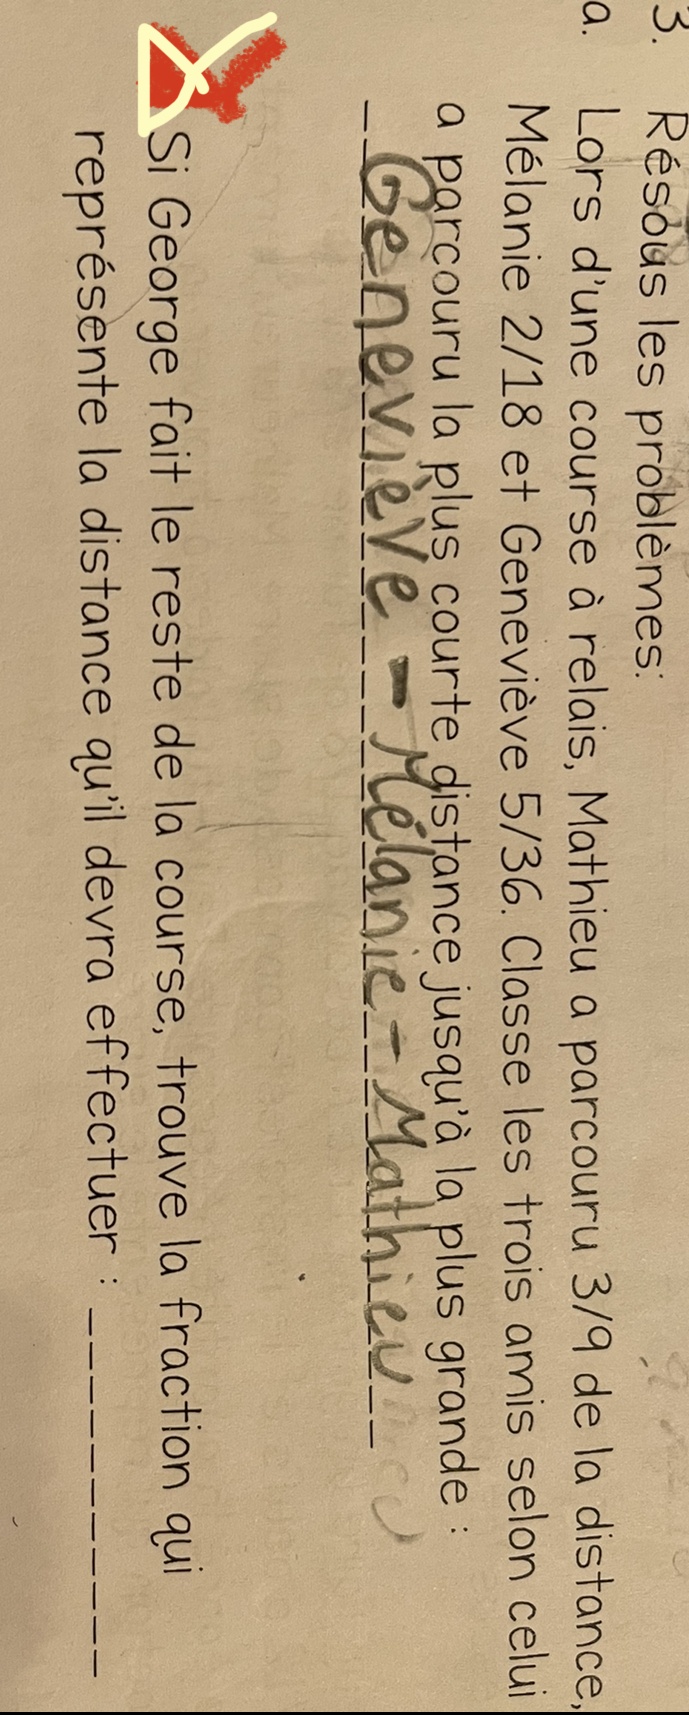 3. Résous les problèmes:
a. Lors d'une course à relais, Mathieu a parcouru 3/9 de la distance,
Mélanie 2/18 et Geneviève 5/36. Classe les trois amis selon celui
a parcouru la plus courte distance jusqu'à la plus grande :
Geneviève - Mélanie - Mathieu
Si George fait le reste de la course, trouve la fraction qui
représente la distance qu'il devra effectuer : ___________